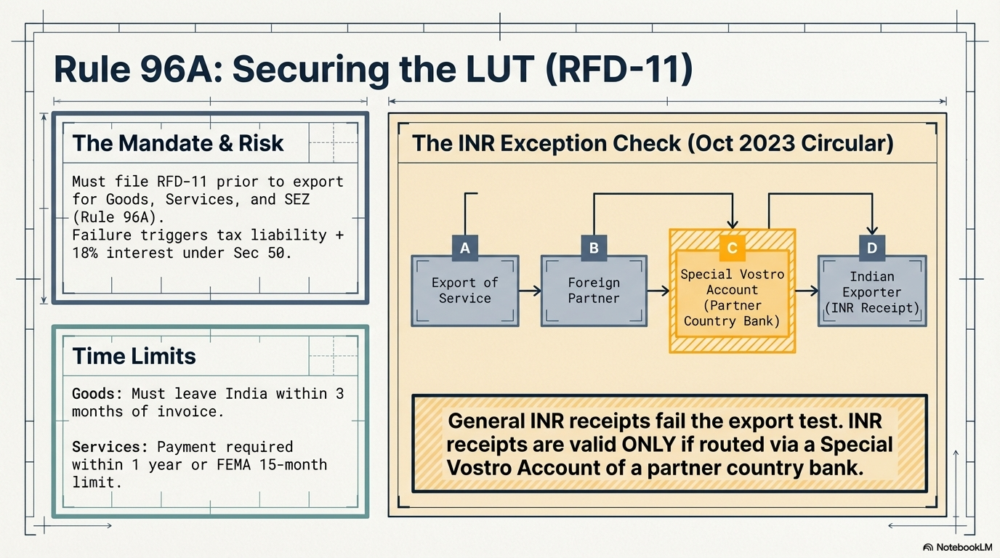 Rule 96A: Securing the LUT (RFD-11)
The Mandate & Risk
Must file RFD-11 prior to export
for Goods, Services, and SEZ
(Rule 96A).
Failure triggers tax liability +
18% interest under Sec 50.
Time Limits
Goods: Must leave India within 3
months of invoice.
Services: Payment required
within 1 year or FEMA 15-month
limit.
The INR Exception Check (Oct 2023 Circular)
A
Export of
Service
B
Foreign
Partner
C
Special Vostro
Account
(Partner
Country Bank)
D
Indian
Exporter
(INR Receipt)
General INR receipts fail the export test. INR
receipts are valid ONLY if routed via a Special
Vostro Account of a partner country bank.
NotebookLM